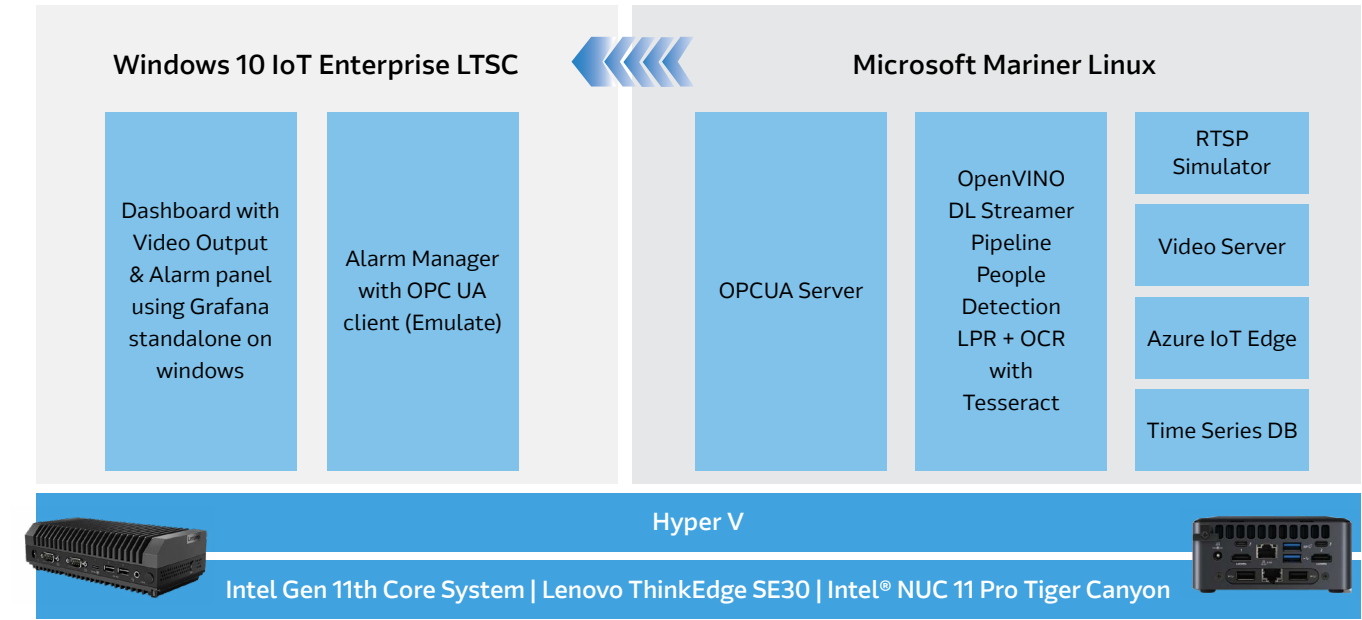 Windows 10 IoT Enterprise LTSC
Microsoft Mariner Linux
Dashboard with
Video Output
& Alarm panel
using Grafana
standalone on
windows
Alarm Manager
with OPC UA
client (Emulate)
OPCUA Server
OpenVINO
DL Streamer
Pipeline
People
Detection
LPR + OCR
with
Tesseract
RTSP
Simulator
Video Server
Azure IoT Edge
Time Series DB
Hyper V
Intel Gen 11th Core System | Lenovo ThinkEdge SE30 | Intel® NUC 11 Pro Tiger Canyon